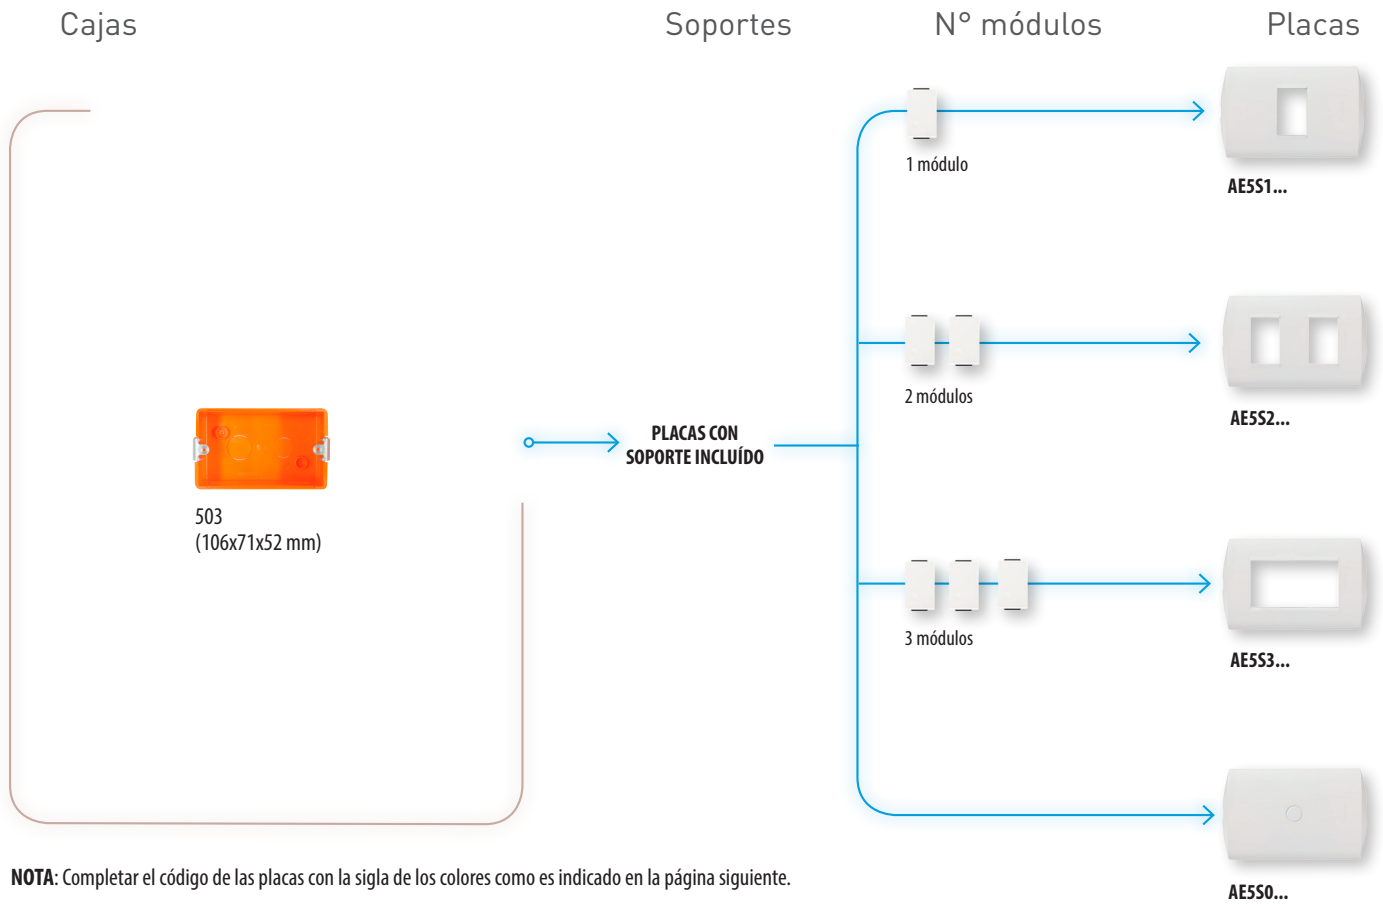 Cajas
Soportes
N° módulos
Placas
1 módulo
AE5S1...
2 módulos
AE5S2...
PLACAS CON
SOPORTE INCLUÍDO
503
(106x71x52 mm)
3 módulos
AE5S3...
NOTA: Completar el código de las placas con la sigla de los colores como es indicado en la página siguiente.
AE5S0...